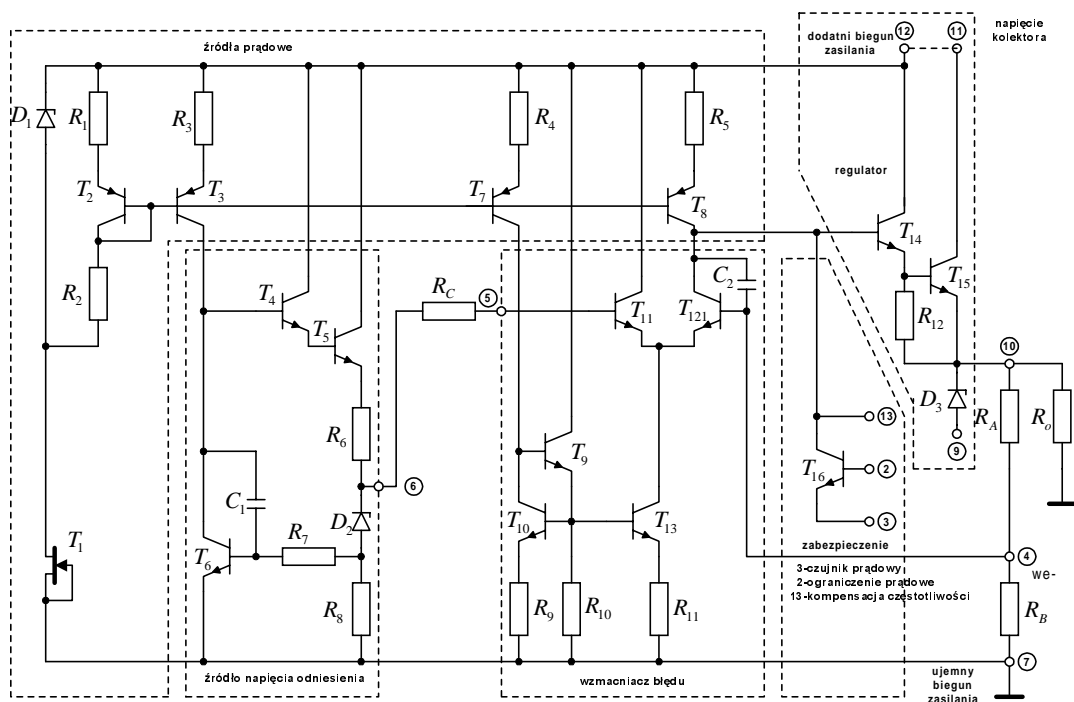 źródła prądowe
dodatni biegun
zasilania
12
11
napięcie
kolektora
D1
R1
R3
R4
R5
T2
T3
T7
T8
regulator
T14
T15
R2
T4
T5
RC
5
T11
T121
C2
R12
10
R6
D3
RA
Ro
9
13
6
T9
T16
2
C1
D2
R7
T10
T13
3
T1
T6
zabezpieczenie
3-czujnik prądowy
2-ograniczenie prądowe
13-kompensacja częstotliwości
4
we-
R8
R9
R10
R11
RB
7
źródło napięcia odniesienia
wzmacniacz błędu
ujemny
biegun
zasilania